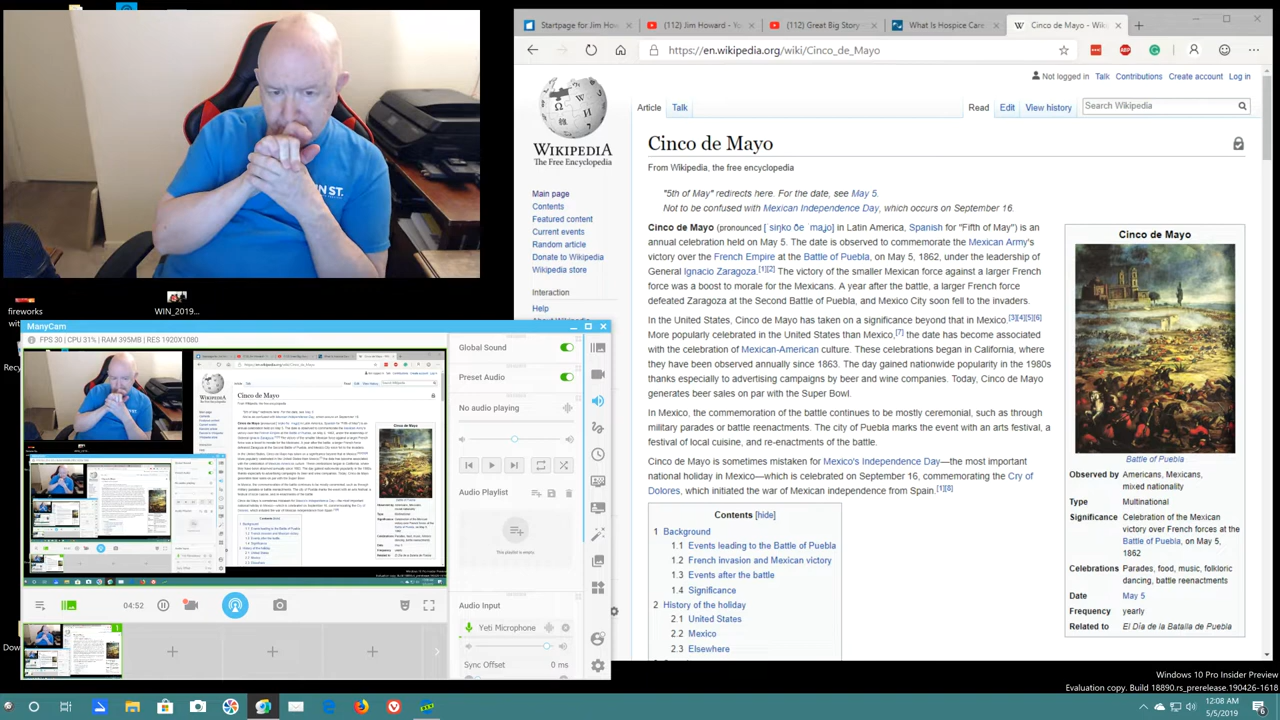 Startpage for Jim Ho
(112) Jim Howard - Yo
(112) Great Big Story
What Is Hospice Care
Cinco de Mayo - Wik
https://en.wikipedia.org/wiki/Cinco_de_Mayo
Not logged in Talk Contributions Create account Log in
Article Talk
Read Edit View history Search Wikipedia
WIKIPEDIA
The Free Encyclopedia
Main page
Contents
Featured content
Current events
Random article
Donate to Wikipedia
Wikipedia store
Interaction
Help
Cinco de Mayo
From Wikipedia, the free encyclopedia
"5th of May" redirects here. For the date, see May 5.
Not to be confused with Mexican Independence Day, which occurs on September 16.
Cinco de Mayo (pronounced [ˈsiŋko ðe ˈmaʝo] in Latin America, Spanish for "Fifth of May") is an
annual celebration held on May 5. The date is observed to commemorate the Mexican Army's
victory over the French Empire at the Battle of Puebla, on May 5, 1862, under the leadership of
General Ignacio Zaragoza.[1][2] The victory of the smaller Mexican force against a larger French
force was a boost to morale for the Mexicans. A year after the battle, a larger French force
defeated Zaragoza at the Second Battle of Puebla, and Mexico City soon fell to the invaders.
In the United States, Cinco de Mayo has taken on a significance beyond that in Mexico.[3][4][5][6]
More popularly celebrated in the United States than Mexico,[7] the date has become associated
with the celebration of Mexican-American culture. These celebrations began in California, where
they have been observed annually since 1863. The day gained nationwide popularity in the 1980s
thanks especially to advertising campaigns by beer and wine companies. Today, Cinco de Mayo
generates beer sales on par with the Super Bowl.
In Mexico, the commemoration of the battle continues to be mostly ceremonial, such as through
military parades or battle reenactments. The city of Puebla marks the event with an arts festival, a
festival of local cuisine, and re-enactments of the battle.
inco de Mayo is sometimes mistaken for Mexico's Independence Day—the most important
national holiday in Mexico—which is celebrated on September 16, commemorating the Cry of
Dolores, which initiated the war of Mexican independence from Spain.[1][8]
Contents [hide]
1 Background
1.1 Events leading to the Battle of Puebla
1.2 French invasion and Mexican victory
1.3 Events after the battle
1.4 Significance
2 History of the holiday
2.1 United States
2.2 Mexico
2.3 Elsewhere
Cinco de Mayo
Battle of Puebla
Observed by Americans, Mexicans,
mixed nationality
Type Multinational
Significance Celebration of the Mexican
victory over French forces at the
Battle of Puebla, on May 5,
1862
Celebrations Parades, food, music, folkloric
dancing, battle reenactments
Date May 5
Frequency yearly
Related to El Día de la Batalla de Puebla
N ST.
fireworks
wit
WIN_2019...
Recy
Dow
ManyCam
FPS 30 | CPU 31% | RAM 395MB | RES 1920X1080
Global Sound
Preset Audio
No audio playing
Audio Playlist
This playlist is empty.
Audio Input
Yeti Microphone
Sync Offset 0 ms
04:52
1
Windows 10 Pro Insider Preview
Evaluation copy. Build 18890.rs_prerelease.190426-1618
12:08 AM
5/5/2019
6